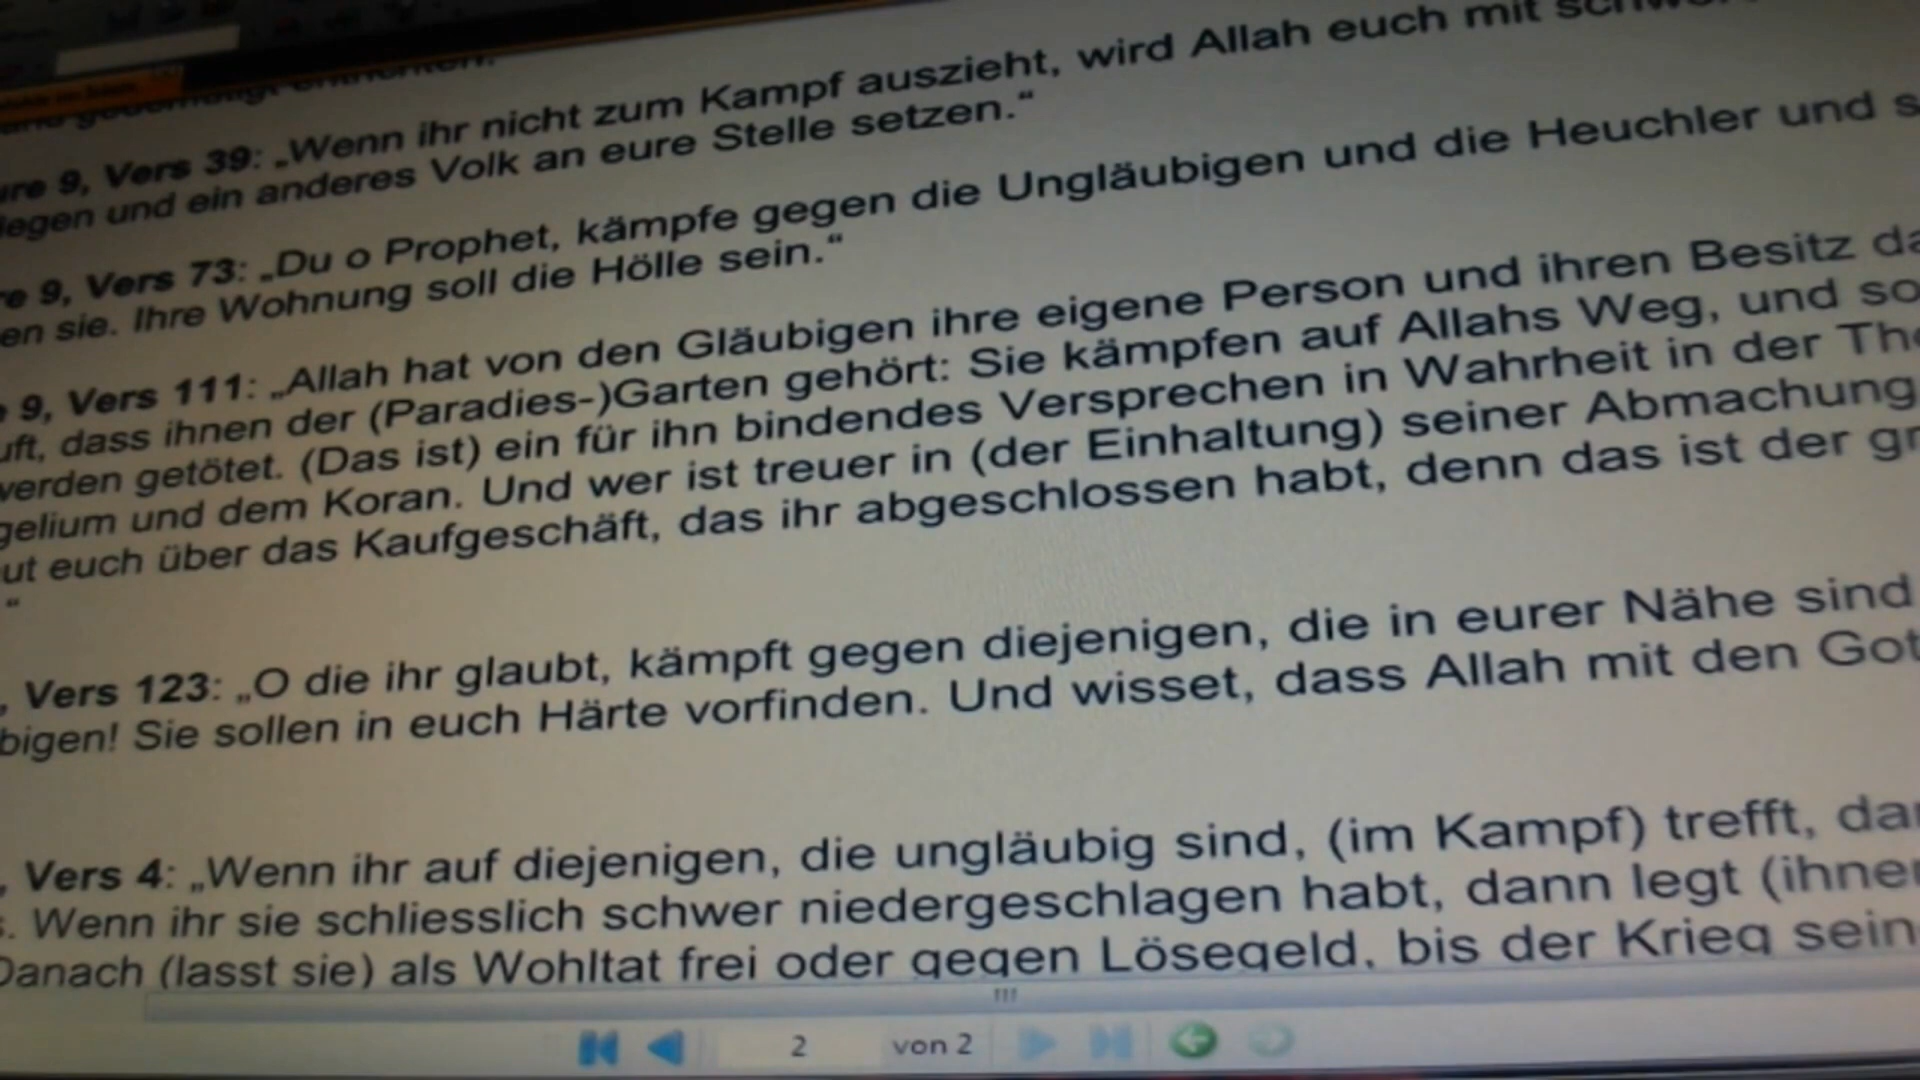 Vers 39: „Wenn ihr nicht zum Kampf auszieht, wird Allah euch mit
und ein anderes Volk an eure Stelle setzen.“
9, Vers 73: „Du o Prophet, kämpfe gegen die Ungläubigen und die Heuchler und
en sie. Ihre Wohnung soll die Hölle sein.“
9, Vers 111: „Allah hat von den Gläubigen ihre eigene Person und ihren Besitz
uft, dass ihnen der (Paradies-)Garten gehört: Sie kämpfen auf Allahs Weg, und so
werden getötet. (Das ist) ein für ihn bindendes Versprechen in Wahrheit in der
gelium und dem Koran. Und wer ist treuer in (der Einhaltung) seiner Abmachung
ut euch über das Kaufgeschäft, das ihr abgeschlossen habt, denn das ist der
“
, Vers 123: „O die ihr glaubt, kämpft gegen diejenigen, die in eurer Nähe sind
bigen! Sie sollen in euch Härte vorfinden. Und wisset, dass Allah mit den
, Vers 4: „Wenn ihr auf diejenigen, die ungläubig sind, (im Kampf) trefft,
. Wenn ihr sie schliesslich schwer niedergeschlagen habt, dann legt
Danach (lasst sie) als Wohltat frei oder gegen Lösegeld, bis der Krieg
2 von 2